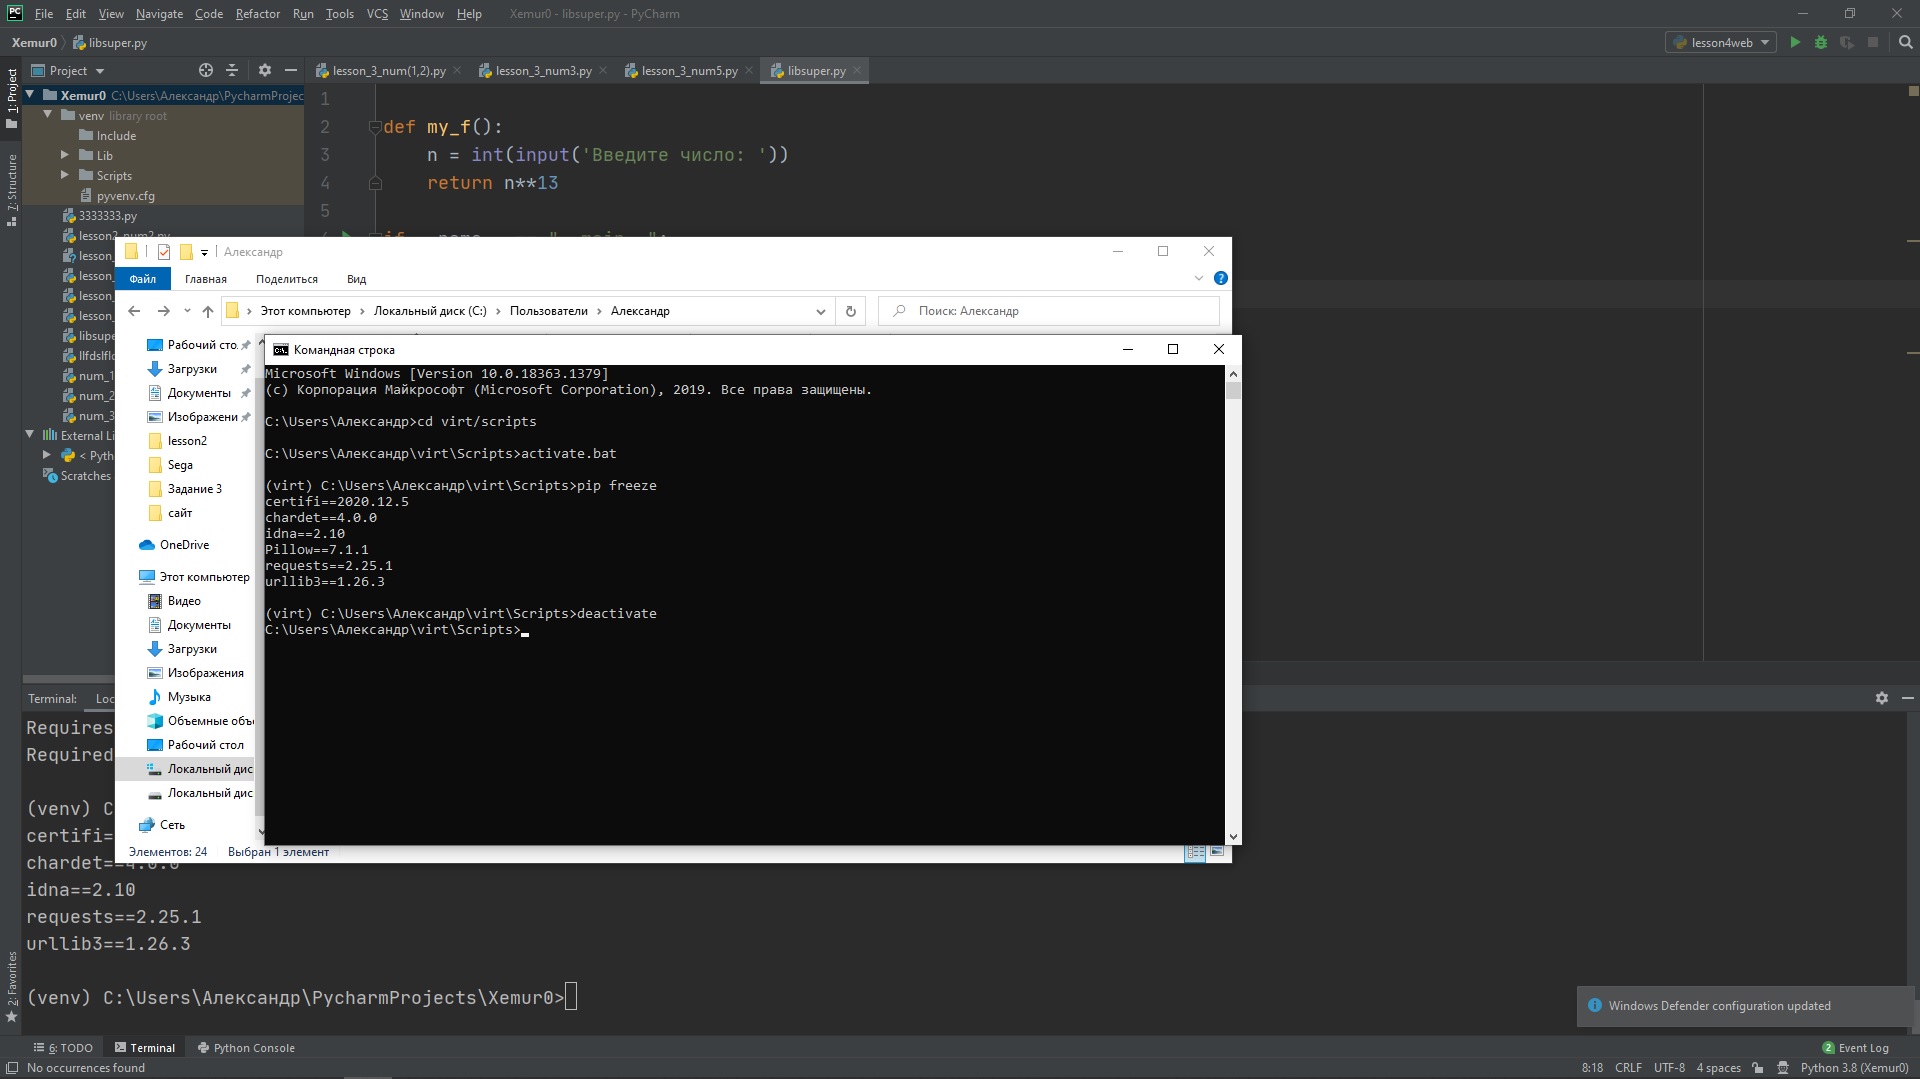 File Edit View Navigate Code Refactor Run Tools VCS Window Help Xemur0 - libsuper.py - PyCharm
Xemur0 libsuper.py lesson4web
Project lesson_3_num(1,2).py lesson_3_num3.py lesson_3_num5.py libsuper.py
1: Project
7: Structure
2: Favorites
Xemur0 C:\Users\Александр\PycharmProjec
venv library root
Include
Lib
Scripts
pyvenv.cfg
3333333.py
lesson2_num2.py
lesson_
lesson_
lesson_
lesson_
libsupe
num_1
num_2
num_3
External Li
< Pyth
Scratches
1
2 def my_f():
3 n = int(input('Введите число: '))
4 return n**13
5
Александр
Файл Главная Поделиться Вид
Этот компьютер Локальный диск (C:) Пользователи Александр Поиск: Александр
Рабочий сто.
Загрузки
Документы
Изображени
lesson2
Sega
Задание 3
сайт
OneDrive
Этот компьютер
Видео
Документы
Загрузки
Изображения
Музыка
Объемные объ
Рабочий стол
Локальный дис
Локальный дис
Сеть
Элементов: 24 Выбран 1 элемент
Командная строка
Microsoft Windows [Version 10.0.18363.1379]
(c) Корпорация Майкрософт (Microsoft Corporation), 2019. Все права защищены.
C:\Users\Александр>cd virt/scripts
C:\Users\Александр\virt\Scripts>activate.bat
(virt) C:\Users\Александр\virt\Scripts>pip freeze
certifi==2020.12.5
chardet==4.0.0
idna==2.10
Pillow==7.1.1
requests==2.25.1
urllib3==1.26.3
(virt) C:\Users\Александр\virt\Scripts>deactivate
C:\Users\Александр\virt\Scripts>
Terminal: Loc
Requires
Required
(venv) C
certifi=
chardet==4.0.0
idna==2.10
requests==2.25.1
urllib3==1.26.3
(venv) C:\Users\Александр\PycharmProjects\Xemur0>
Windows Defender configuration updated
6: TODO Terminal Python Console 2 Event Log
No occurrences found 8:18 CRLF UTF-8 4 spaces Python 3.8 (Xemur0)